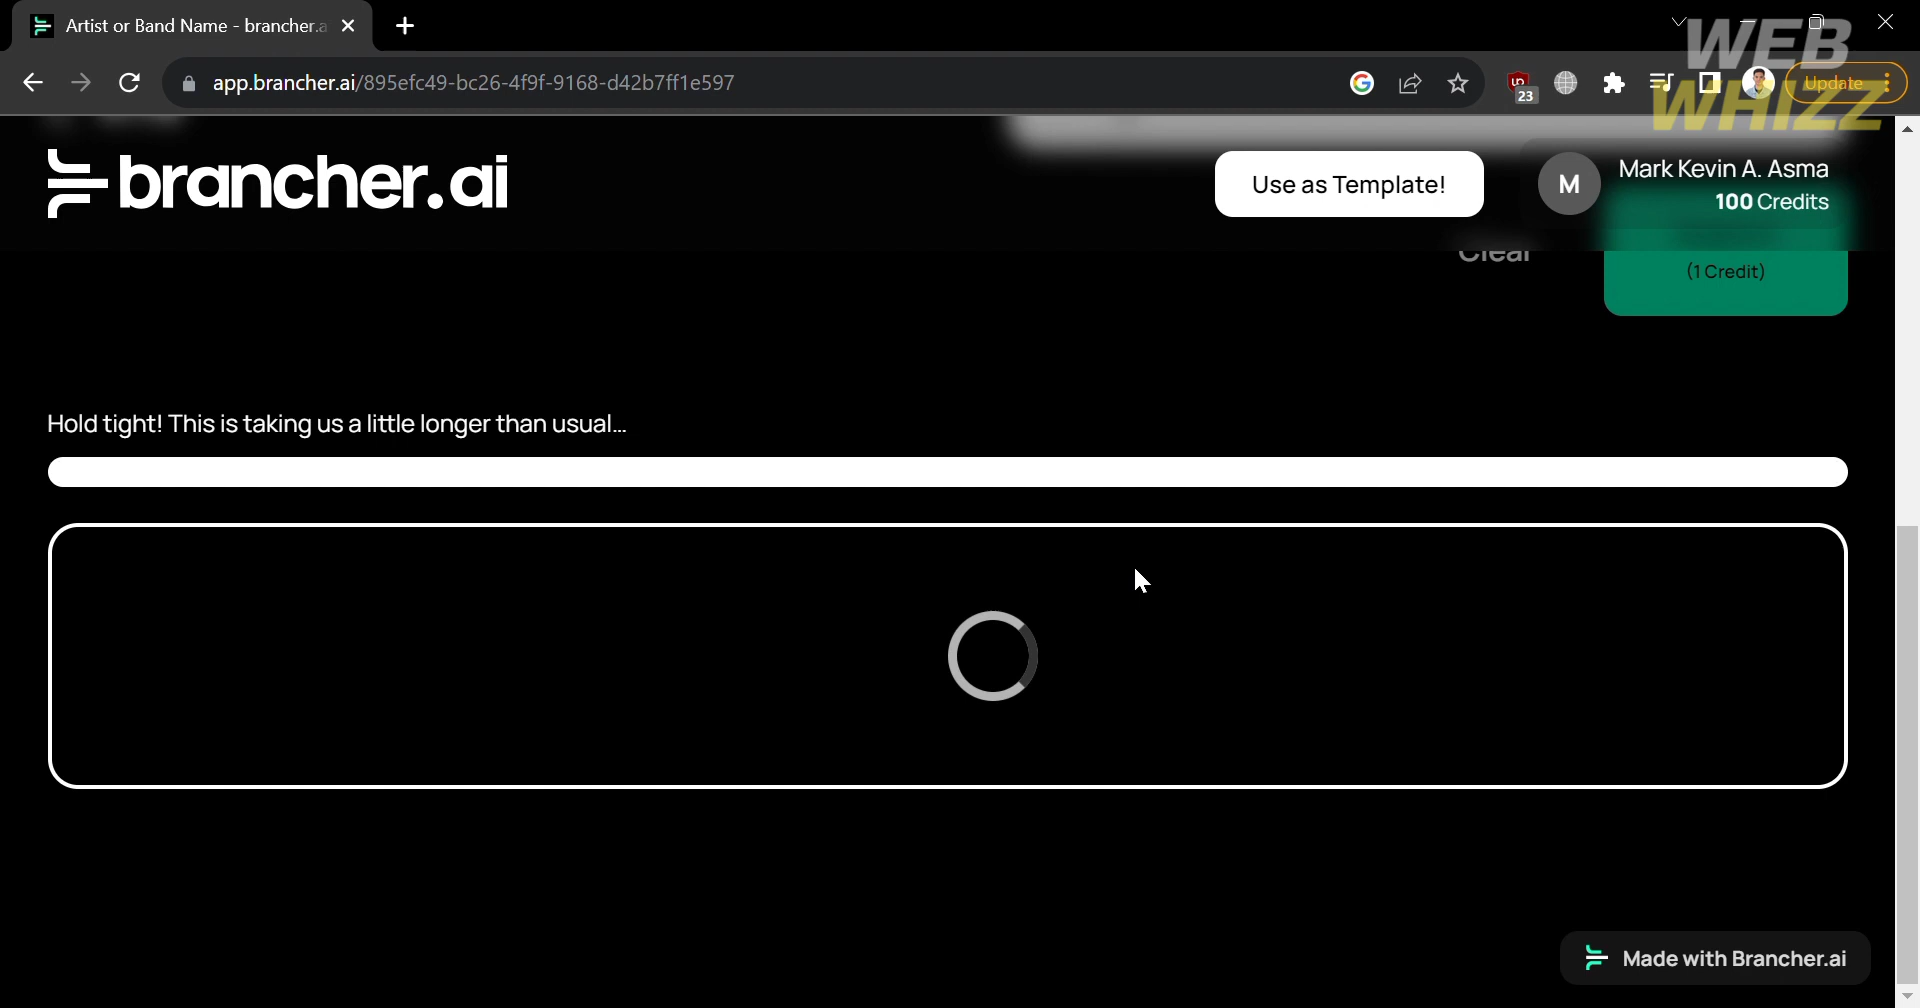 Artist or Band Name - brancher.a
WEB
WHIZZ
app.brancher.ai/895efc49-bc26-4f9f-9168-d42b7ff1e597
23
Update
brancher.ai
Use as Template!
M
Mark Kevin A. Asma
100 Credits
Clear
(1 Credit)
Hold tight! This is taking us a little longer than usual...
Made with Brancher.ai